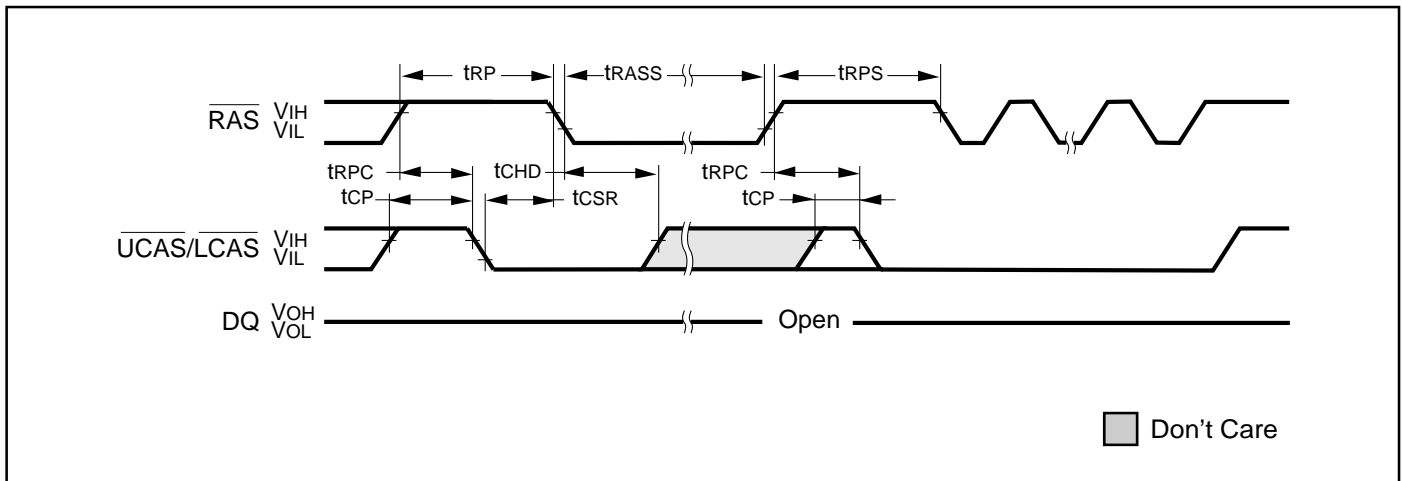 tRP tRASS tRPS
RAS VIH
VIL
tRPC tCHD tRPC
tCP tCSR tCP
UCAS/LCAS VIH
VIL
DQ VOH
VOL
Open
Don't Care